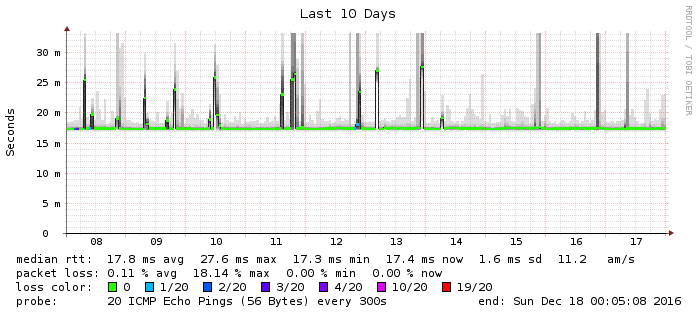 Last 10 Days
RRDTOOL / TOBI OETIKER
Seconds
30 m
25 m
20 m
15 m
10 m
5 m
0
08 09 10 11 12 13 14 15 16 17
median rtt: 17.8 ms avg 27.6 ms max 17.3 ms min 17.4 ms now 1.6 ms sd 11.2 am/s
packet loss: 0.11 % avg 18.14 % max 0.00 % min 0.00 % now
loss color: 0 1/20 2/20 3/20 4/20 10/20 19/20
probe: 20 ICMP Echo Pings (56 Bytes) every 300s end: Sun Dec 18 00:05:08 2016